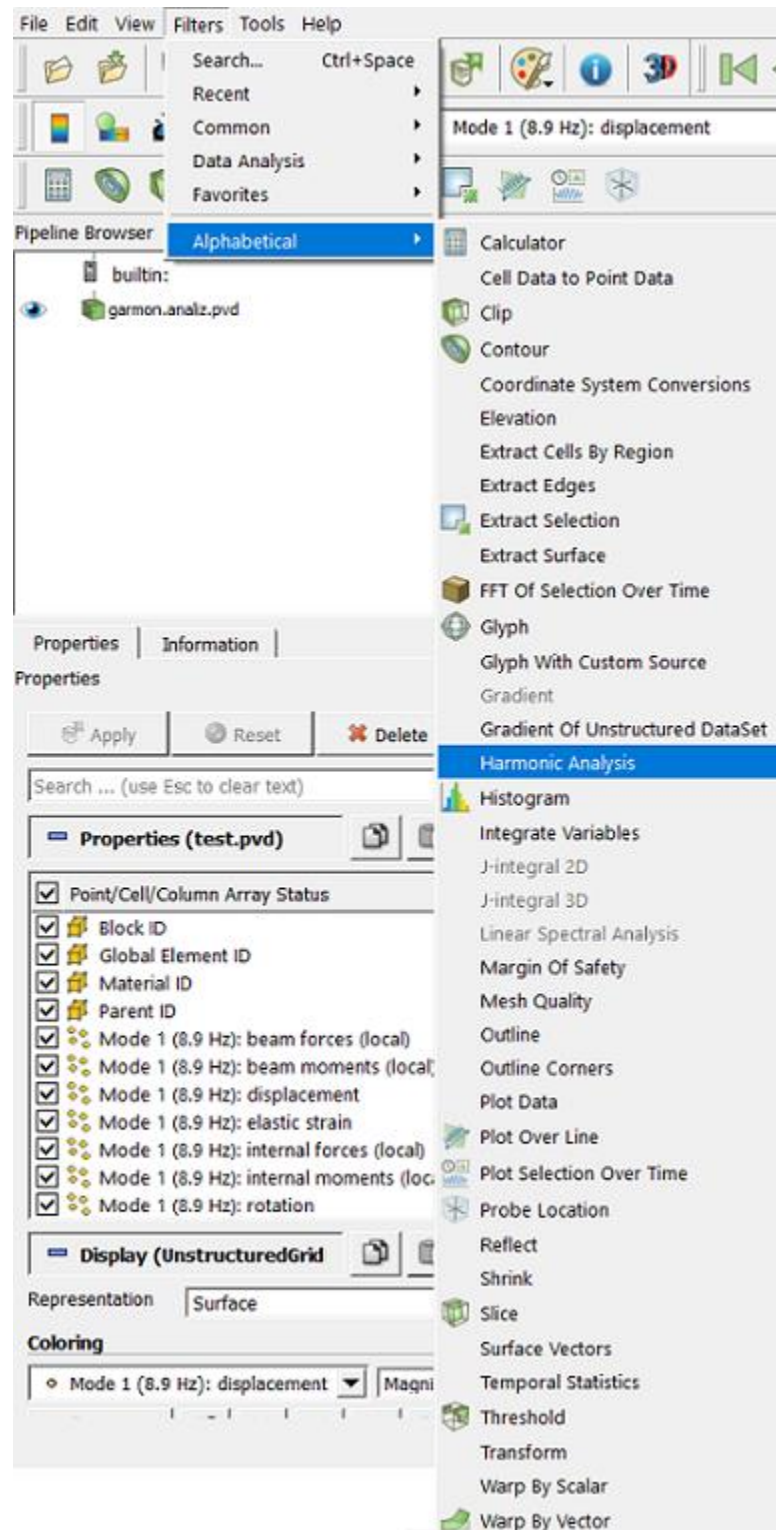 File Edit View Filters Tools Help
Search... Ctrl+Space
Recent
Common
Data Analysis
Favorites
Alphabetical
3D
Mode 1 (8.9 Hz): displacement
Pipeline Browser
builtin:
garmon.analiz.pvd
Calculator
Cell Data to Point Data
Clip
Contour
Coordinate System Conversions
Elevation
Extract Cells By Region
Extract Edges
Extract Selection
Extract Surface
FFT Of Selection Over Time
Glyph
Glyph With Custom Source
Gradient
Gradient Of Unstructured DataSet
Harmonic Analysis
Histogram
Integrate Variables
J-integral 2D
J-integral 3D
Linear Spectral Analysis
Margin Of Safety
Mesh Quality
Outline
Outline Corners
Plot Data
Plot Over Line
Plot Selection Over Time
Probe Location
Reflect
Shrink
Slice
Surface Vectors
Temporal Statistics
Threshold
Transform
Warp By Scalar
Warp By Vector
Properties Information
Properties
Apply Reset Delete
Search ... (use Esc to clear text)
Properties (test.pvd)
Point/Cell/Column Array Status
Block ID
Global Element ID
Material ID
Parent ID
Mode 1 (8.9 Hz): beam forces (local)
Mode 1 (8.9 Hz): beam moments (local)
Mode 1 (8.9 Hz): displacement
Mode 1 (8.9 Hz): elastic strain
Mode 1 (8.9 Hz): internal forces (local)
Mode 1 (8.9 Hz): internal moments (loc
Mode 1 (8.9 Hz): rotation
Display (UnstructuredGrid
Representation Surface
Coloring
Mode 1 (8.9 Hz): displacement Magni